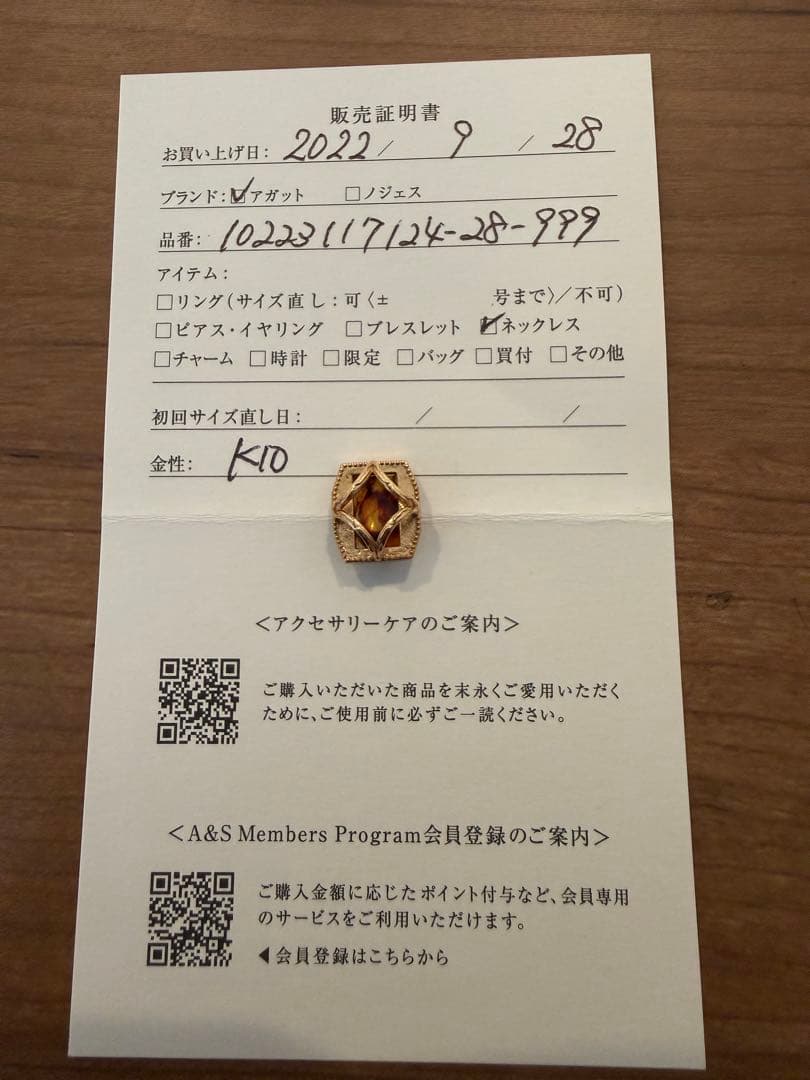 販売証明書
お買い上げ日: 2022 / 9 / 28
ブランド:☑アガット □ノジェス
品番: 10223117124-28-999
アイテム:
□リング(サイズ直し:可〈± 号まで〉/不可)
□ピアス・イヤリング □ブレスレット ☑ネックレス
□チャーム □時計 □限定 □バッグ □買付 □その他
初回サイズ直し日: / /
金性: K10
<アクセサリーケアのご案内>
ご購入いただいた商品を末永くご愛用いただく
ために、ご使用前に必ずご一読ください。
<A&S Members Program会員登録のご案内>
ご購入金額に応じたポイント付与など、会員専用
のサービスをご利用いただけます。
◀会員登録はこちらから